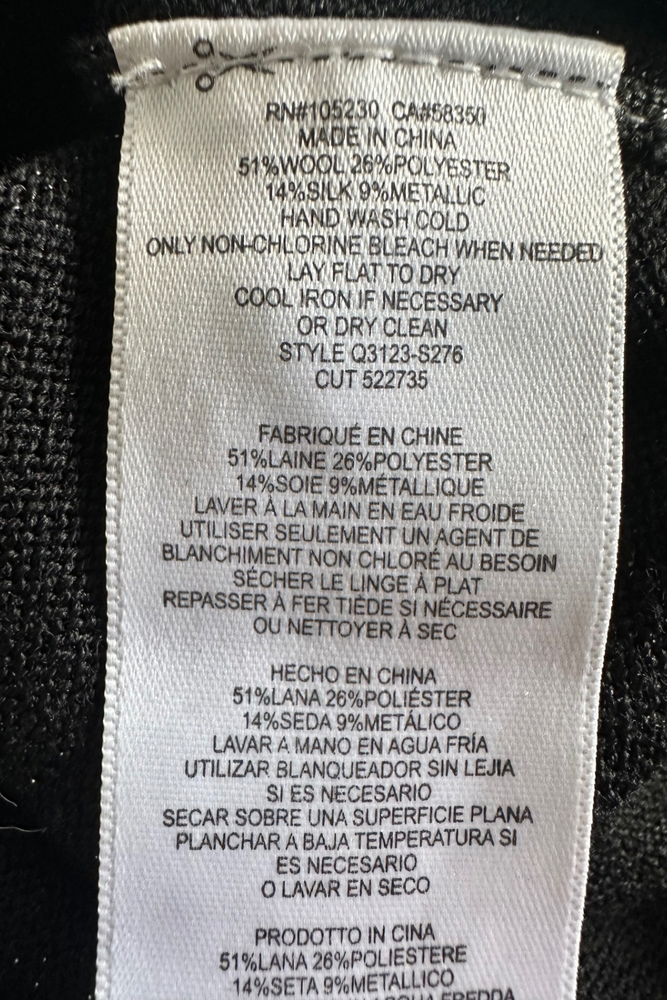 RN#105230 CA#58350
MADE IN CHINA
51%WOOL 26%POLYESTER
14%SILK 9%METALLIC
HAND WASH COLD
ONLY NON-CHLORINE BLEACH WHEN NEEDED
LAY FLAT TO DRY
COOL IRON IF NECESSARY
OR DRY CLEAN
STYLE Q3123-S276
CUT 522735
FABRIQUÉ EN CHINE
51%LAINE 26%POLYESTER
14%SOIE 9%MÉTALLIQUE
LAVER À LA MAIN EN EAU FROIDE
UTILISER SEULEMENT UN AGENT DE
BLANCHIMENT NON CHLORÉ AU BESOIN
SÉCHER LE LINGE À PLAT
REPASSER À FER TIÈDE SI NÉCESSAIRE
OU NETTOYER À SEC
HECHO EN CHINA
51%LANA 26%POLIÉSTER
14%SEDA 9%METÁLICO
LAVAR A MANO EN AGUA FRÍA
UTILIZAR BLANQUEADOR SIN LEJIA
SI ES NECESARIO
SECAR SOBRE UNA SUPERFICIE PLANA
PLANCHAR A BAJA TEMPERATURA SI
ES NECESARIO
O LAVAR EN SECO
PRODOTTO IN CINA
51%LANA 26%POLIESTERE
14%SETA 9%METALLICO